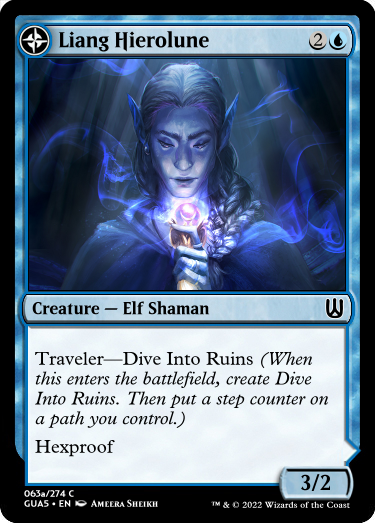 Liang Hierolune 2
Creature — Elf Shaman
Traveler—Dive Into Ruins (When
this enters the battlefield, create Dive
Into Ruins. Then put a step counter on
a path you control.)
Hexproof
3/2
063a/274 C
GUA5 • EN Ameera Sheikh
™ & © 2022 Wizards of the Coast